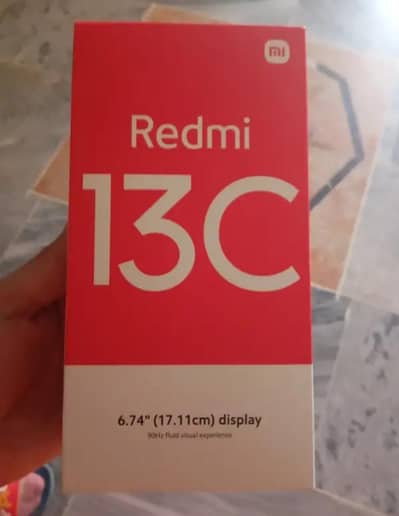 mi
Redmi
13C
6.74" (17.11cm) display
90Hz fluid visual experience